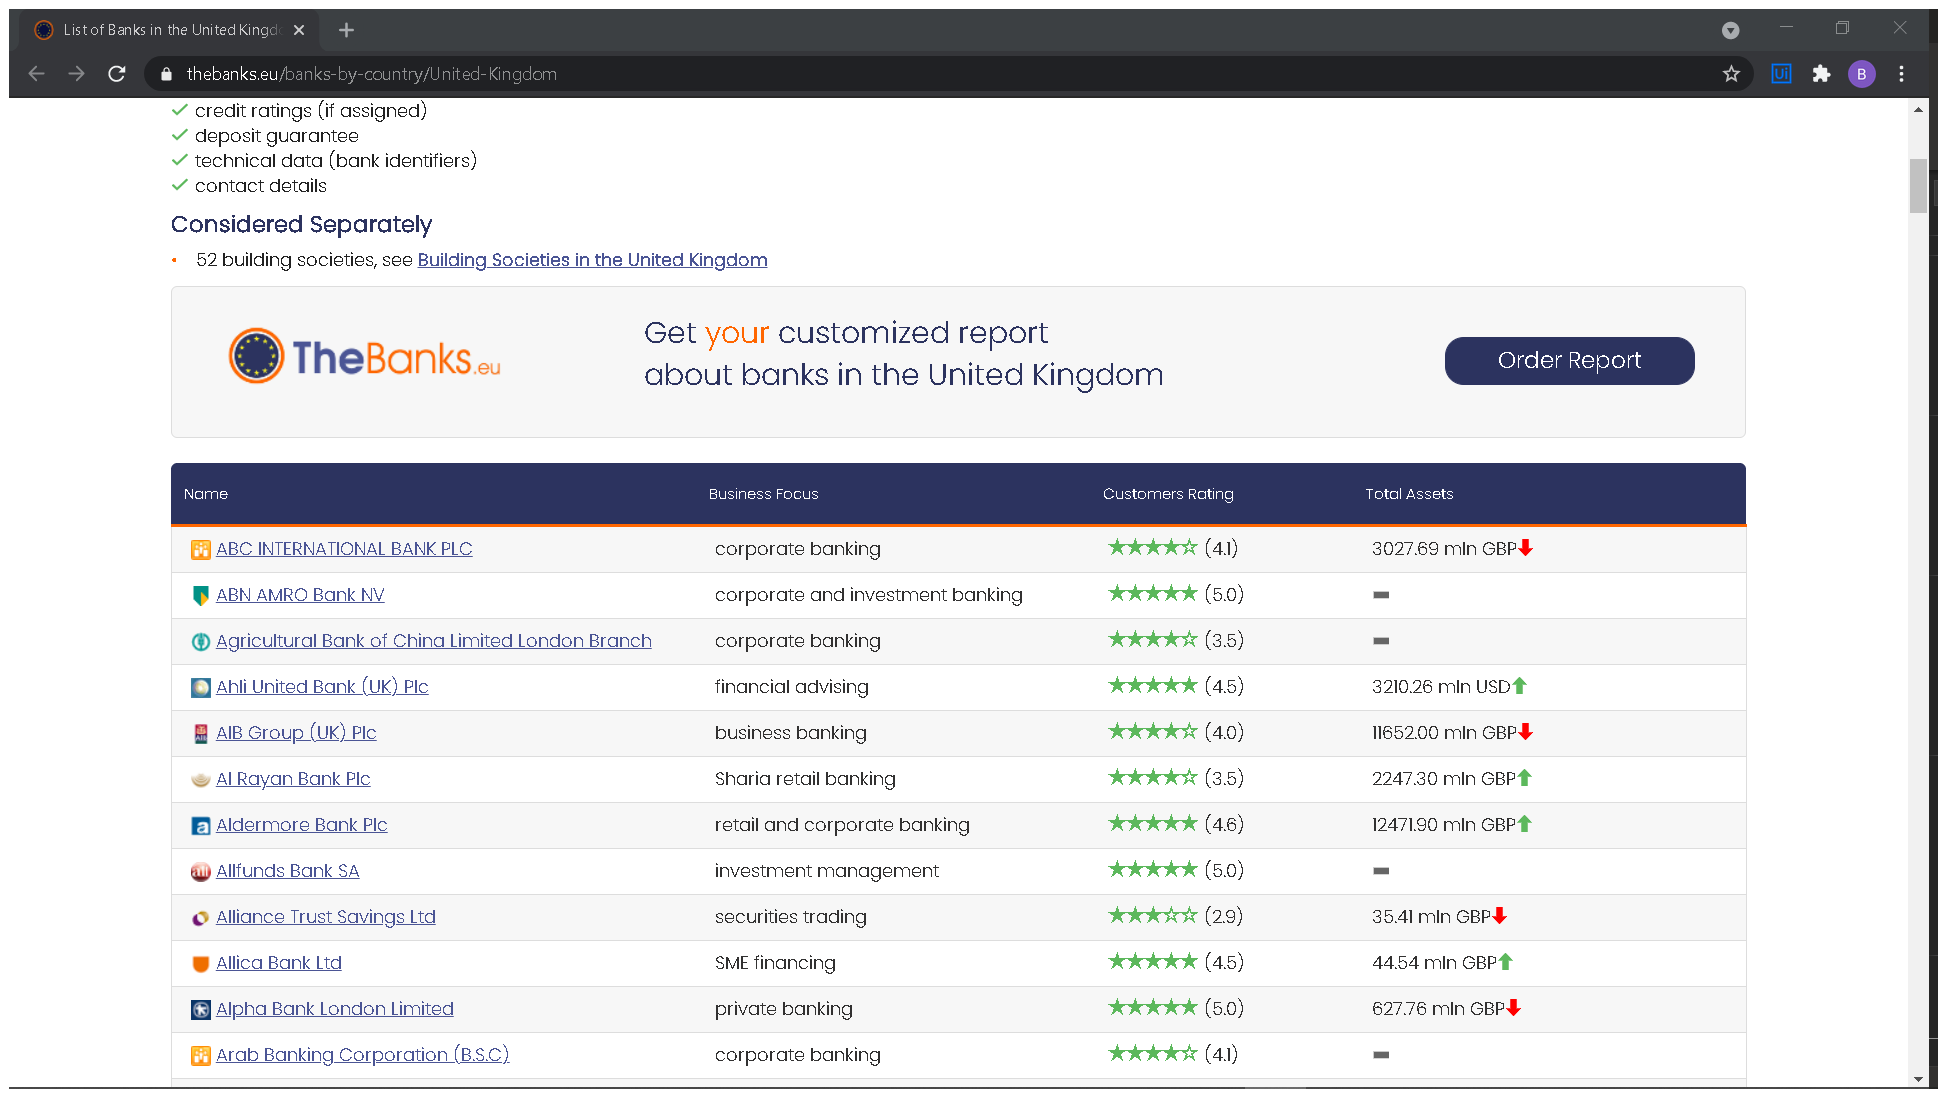 List of Banks in the United Kingd
thebanks.eu/banks-by-country/United-Kingdom
Ui
B
credit ratings (if assigned)
deposit guarantee
technical data (bank identifiers)
contact details
Considered Separately
• 52 building societies, see Building Societies in the United Kingdom
TheBanks.eu
Get your customized report
about banks in the United Kingdom
Order Report
Name Business Focus Customers Rating Total Assets
ABC INTERNATIONAL BANK PLC corporate banking (4.1) 3027.69 mln GBP
ABN AMRO Bank NV corporate and investment banking (5.0)
Agricultural Bank of China Limited London Branch corporate banking (3.5)
Ahli United Bank (UK) Plc financial advising (4.5) 3210.26 mln USD
AIB Group (UK) Plc business banking (4.0) 11652.00 mln GBP
Al Rayan Bank Plc Sharia retail banking (3.5) 2247.30 mln GBP
Aldermore Bank Plc retail and corporate banking (4.6) 12471.90 mln GBP
Allfunds Bank SA investment management (5.0)
Alliance Trust Savings Ltd securities trading (2.9) 35.41 mln GBP
Allica Bank Ltd SME financing (4.5) 44.54 mln GBP
Alpha Bank London Limited private banking (5.0) 627.76 mln GBP
Arab Banking Corporation (B.S.C) corporate banking (4.1)